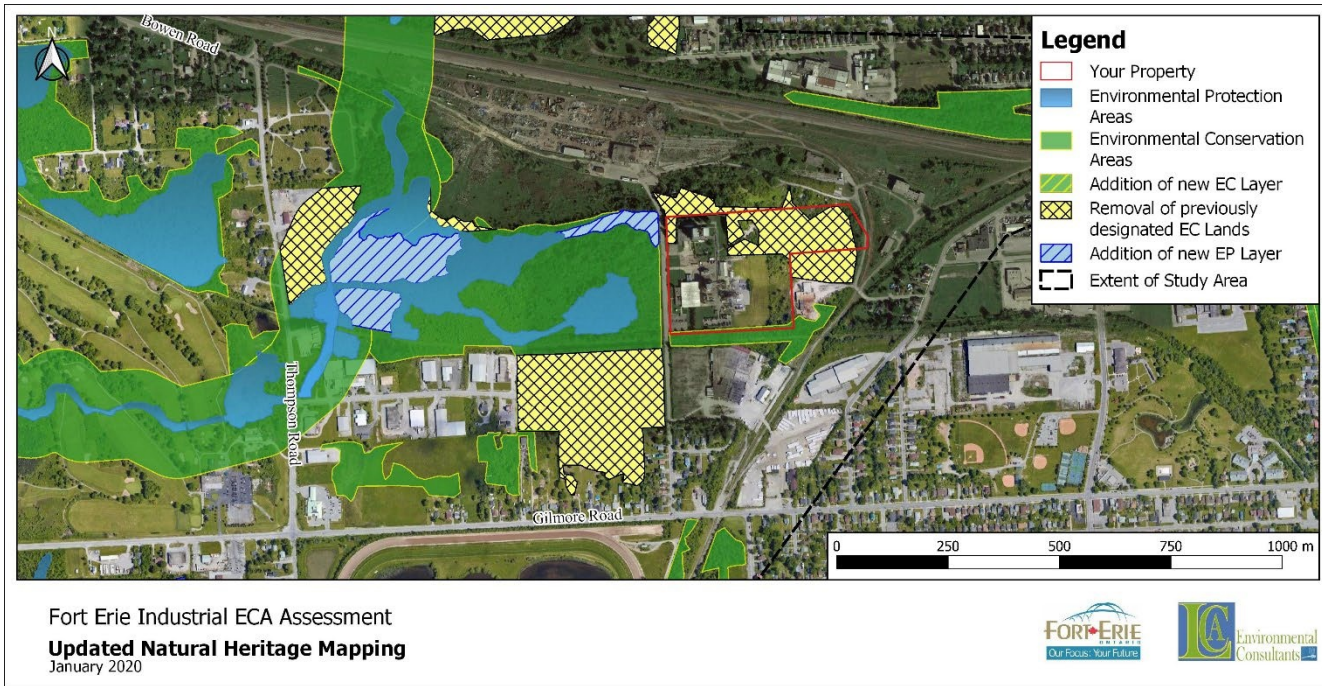 Bowen Road
N
Legend
Your Property
Environmental Protection
Areas
Environmental Conservation
Areas
Addition of new EC Layer
Removal of previously
designated EC Lands
Addition of new EP Layer
Extent of Study Area
Thompson Road
Gilmore Road
0 250 500 750 1000 m
Fort Erie Industrial ECA Assessment
Updated Natural Heritage Mapping
January 2020
FORT ERIE
ONTARIO
Our Focus: Your Future
LCA
Environmental
Consultants